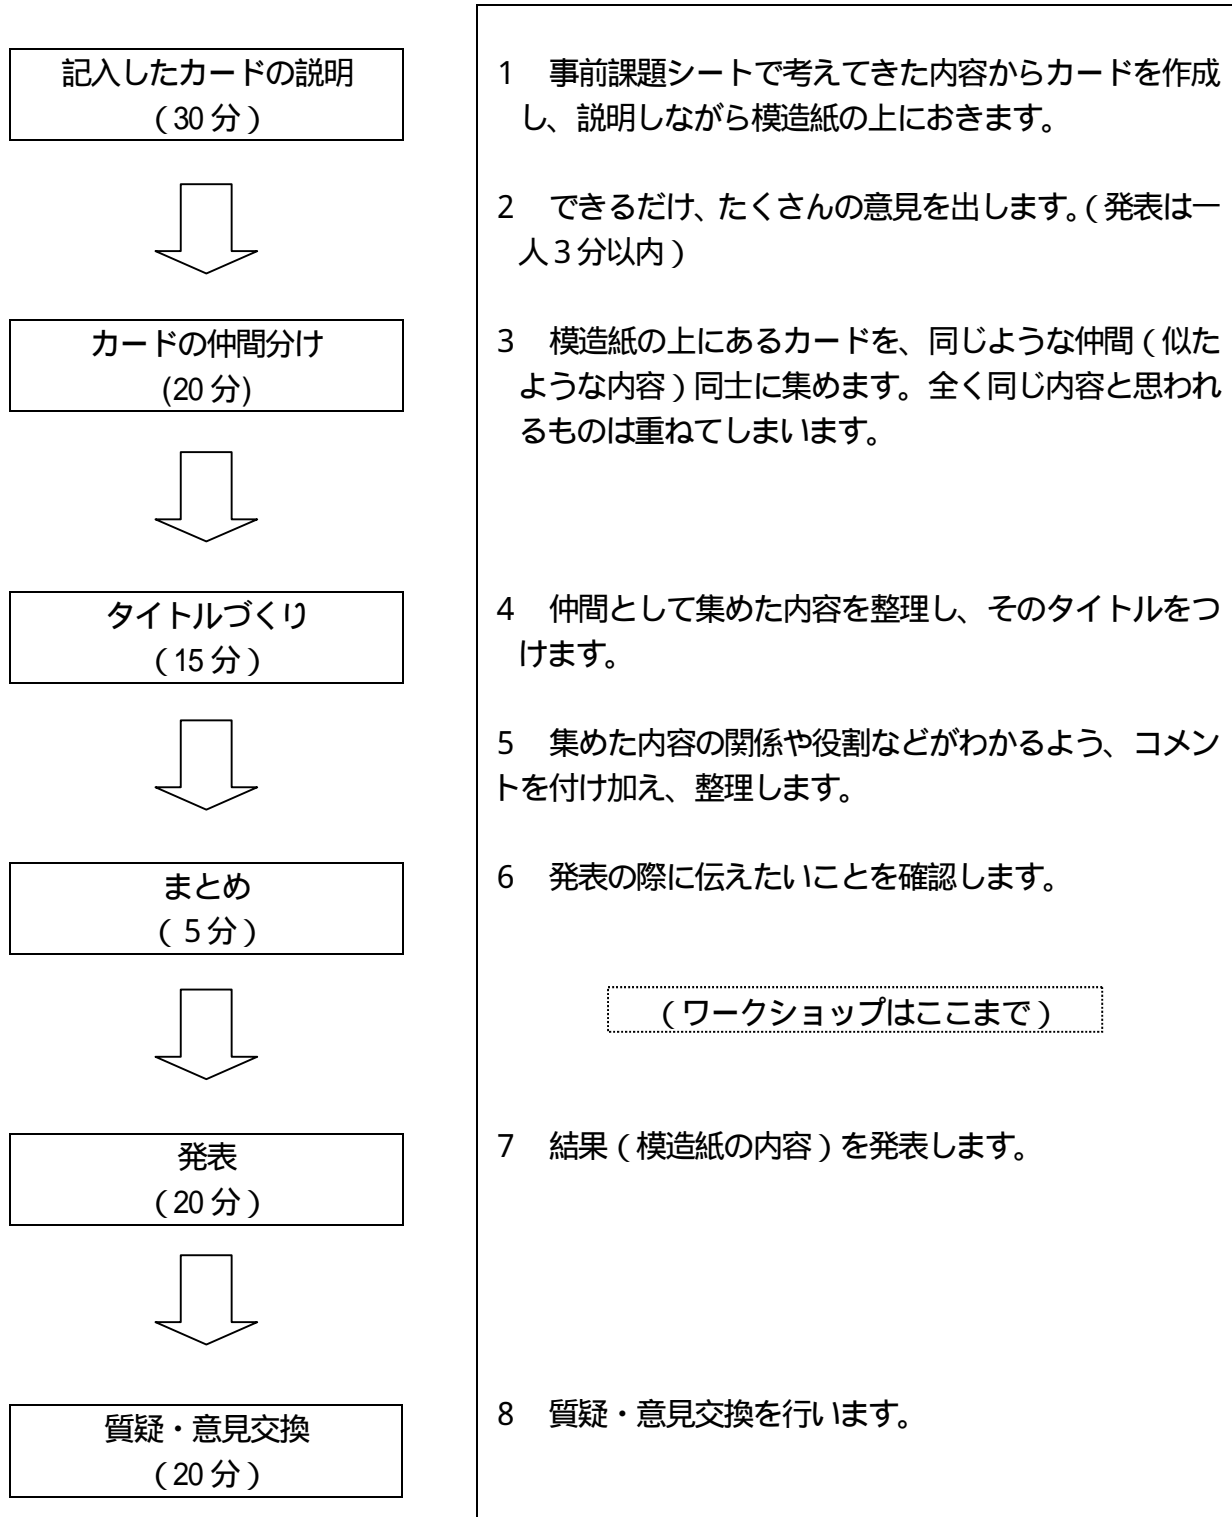 記入したカードの説明
（30分）
カードの仲間分け
(20分)
タイトルづくり
（15分）
まとめ
（5分）
発表
（20分）
質疑・意見交換
（20分）
1　事前課題シートで考えてきた内容からカードを作成
し、説明しながら模造紙の上におきます。
2　できるだけ、たくさんの意見を出します。（発表は一
人3分以内）
3　模造紙の上にあるカードを、同じような仲間（似た
ような内容）同士に集めます。全く同じ内容と思われ
るものは重ねてしまいます。
4　仲間として集めた内容を整理し、そのタイトルをつ
けます。
5　集めた内容の関係や役割などがわかるよう、コメン
トを付け加え、整理します。
6　発表の際に伝えたいことを確認します。
（ワークショップはここまで）
7　結果（模造紙の内容）を発表します。
8　質疑・意見交換を行います。